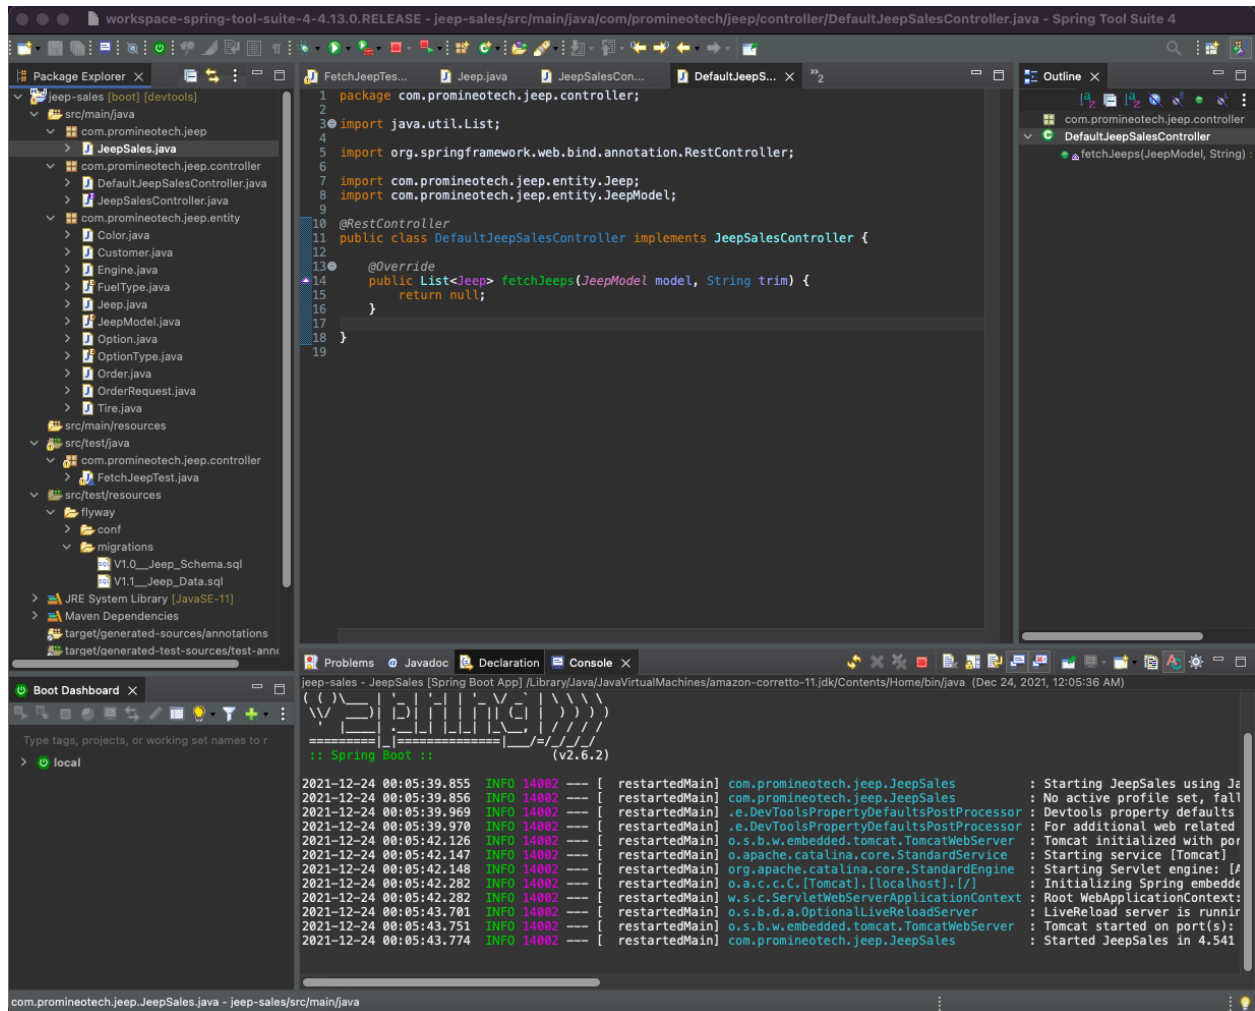 workspace-spring-tool-suite-4-4.13.0.RELEASE - jeep-sales/src/main/java/com/promineotech/jeep/controller/DefaultJeepSalesController.java - Spring Tool Suite 4
Package Explorer
jeep-sales [boot] [devtools]
src/main/java
com.promineotech.jeep
JeepSales.java
com.promineotech.jeep.controller
DefaultJeepSalesController.java
JeepSalesController.java
com.promineotech.jeep.entity
Color.java
Customer.java
Engine.java
FuelType.java
Jeep.java
JeepModel.java
Option.java
OptionType.java
Order.java
OrderRequest.java
Tire.java
src/main/resources
src/test/java
com.promineotech.jeep.controller
FetchJeepTest.java
src/test/resources
flyway
conf
migrations
V1.0__Jeep_Schema.sql
V1.1__Jeep_Data.sql
JRE System Library [JavaSE-11]
Maven Dependencies
target/generated-sources/annotations
target/generated-test-sources/test-anno
FetchJeepTes... Jeep.java JeepSalesCon... DefaultJeepS... 2
1 package com.promineotech.jeep.controller;
2
3 import java.util.List;
4
5 import org.springframework.web.bind.annotation.RestController;
6
7 import com.promineotech.jeep.entity.Jeep;
8 import com.promineotech.jeep.entity.JeepModel;
9
10 @RestController
11 public class DefaultJeepSalesController implements JeepSalesController {
12
13 @Override
14 public List<Jeep> fetchJeeps(JeepModel model, String trim) {
15 return null;
16 }
17
18 }
19
Outline
com.promineotech.jeep.controller
DefaultJeepSalesController
fetchJeeps(JeepModel, String) :
Boot Dashboard
Type tags, projects, or working set names to r
local
Problems Javadoc Declaration Console
jeep-sales - JeepSales [Spring Boot App] /Library/Java/JavaVirtualMachines/amazon-corretto-11.jdk/Contents/Home/bin/java (Dec 24, 2021, 12:05:36 AM)
:: Spring Boot :: (v2.6.2)
2021-12-24 00:05:39.855 INFO 14002 --- [ restartedMain] com.promineotech.jeep.JeepSales : Starting JeepSales using Ja
2021-12-24 00:05:39.856 INFO 14002 --- [ restartedMain] com.promineotech.jeep.JeepSales : No active profile set, fall
2021-12-24 00:05:39.969 INFO 14002 --- [ restartedMain] .e.DevToolsPropertyDefaultsPostProcessor : Devtools property defaults
2021-12-24 00:05:39.970 INFO 14002 --- [ restartedMain] .e.DevToolsPropertyDefaultsPostProcessor : For additional web related
2021-12-24 00:05:42.126 INFO 14002 --- [ restartedMain] o.s.b.w.embedded.tomcat.TomcatWebServer : Tomcat initialized with por
2021-12-24 00:05:42.147 INFO 14002 --- [ restartedMain] o.apache.catalina.core.StandardService : Starting service [Tomcat]
2021-12-24 00:05:42.148 INFO 14002 --- [ restartedMain] org.apache.catalina.core.StandardEngine : Starting Servlet engine: [A
2021-12-24 00:05:42.282 INFO 14002 --- [ restartedMain] o.a.c.c.C.[Tomcat].[localhost].[/] : Initializing Spring embedde
2021-12-24 00:05:42.282 INFO 14002 --- [ restartedMain] w.s.c.ServletWebServerApplicationContext : Root WebApplicationContext:
2021-12-24 00:05:43.701 INFO 14002 --- [ restartedMain] o.s.b.d.a.OptionalLiveReloadServer : LiveReload server is runnin
2021-12-24 00:05:43.751 INFO 14002 --- [ restartedMain] o.s.b.w.embedded.tomcat.TomcatWebServer : Tomcat started on port(s):
2021-12-24 00:05:43.774 INFO 14002 --- [ restartedMain] com.promineotech.jeep.JeepSales : Started JeepSales in 4.541
com.promineotech.jeep.JeepSales.java - jeep-sales/src/main/java